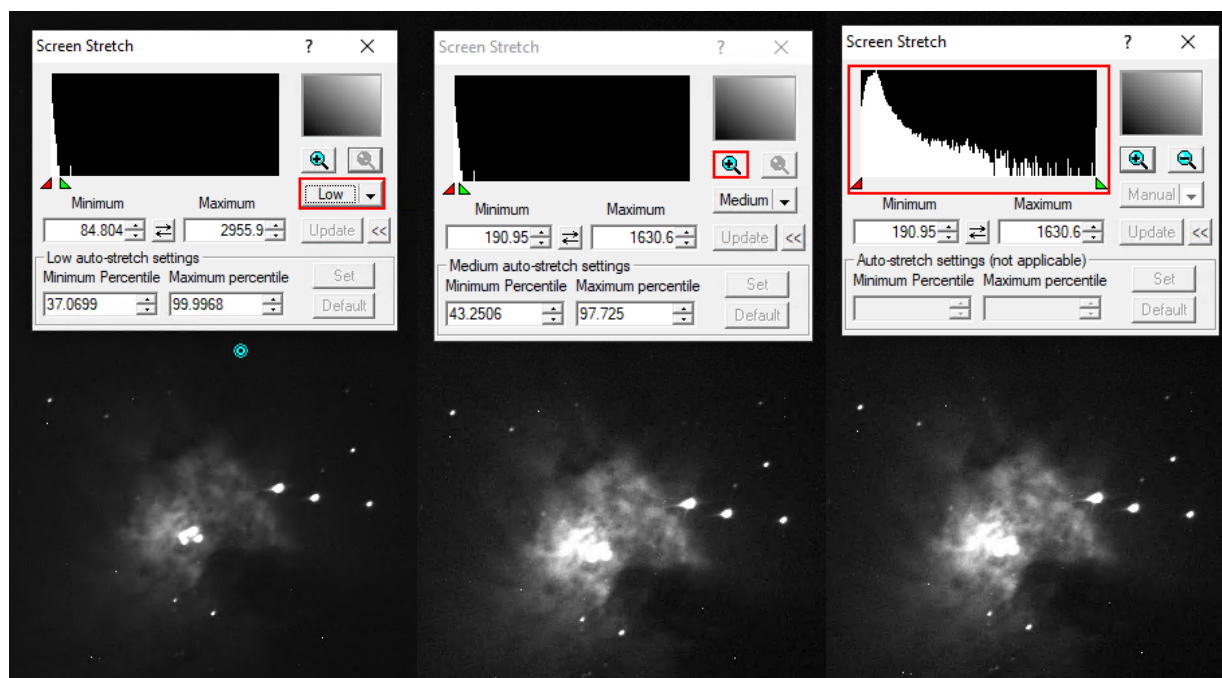 Screen Stretch ?
Low
Minimum Maximum
84.804 2955.9 Update <<
Low auto-stretch settings
Minimum Percentile Maximum percentile Set
37.0699 99.9968 Default
Screen Stretch ?
Medium
Minimum Maximum
190.95 1630.6 Update <<
Medium auto-stretch settings
Minimum Percentile Maximum percentile Set
43.2506 97.725 Default
Screen Stretch ?
Manual
Minimum Maximum
190.95 1630.6 Update <<
Auto-stretch settings (not applicable)
Minimum Percentile Maximum percentile Set
Default